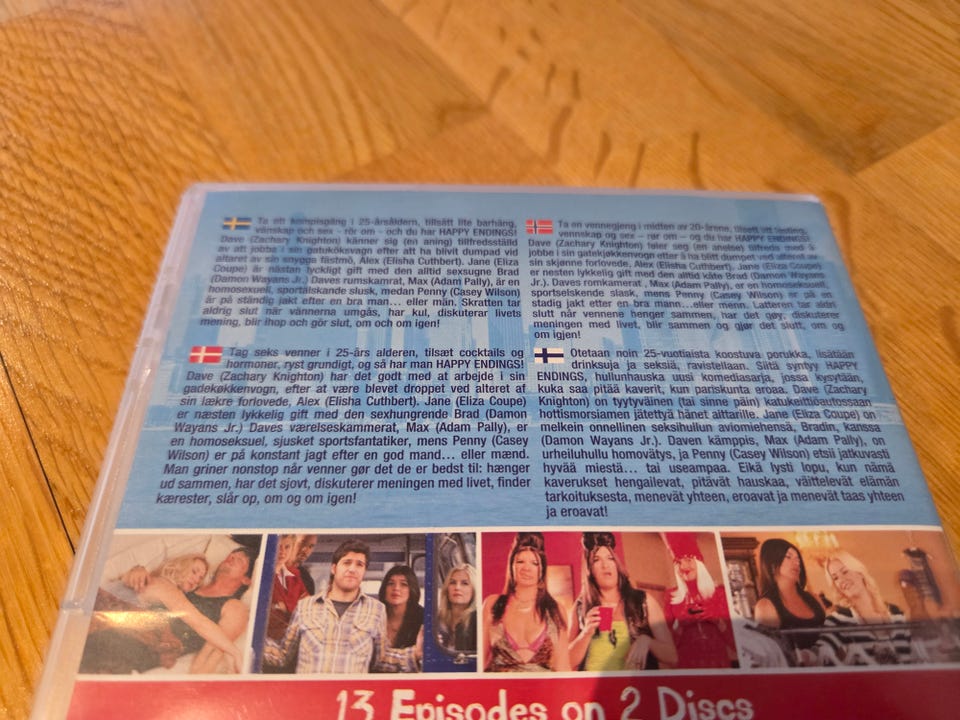 Ta ett kompisgäng i 25-årsåldern, tillsätt lite barhäng,
vänskap och sex - rör om - och du har HAPPY ENDINGS!
Dave (Zachary Knighton) känner sig (en aning) tillfredsställd
av att jobba i sin gatuköksvagn efter att ha blivit dumpad vid
altaret av sin snygga fästmö, Alex (Elisha Cuthbert). Jane (Eliza
Coupe) är nästan lyckligt gift med den alltid sexsugne Brad
(Damon Wayans Jr.) Daves rumskamrat, Max (Adam Pally), är en
homosexuell, sportälskande slusk, medan Penny (Casey Wilson)
är på ständig jakt efter en bra man... eller män. Skratten tar
aldrig slut när vännerna umgås, har kul, diskuterar livets
mening, blir ihop och gör slut, om och om igen!
Ta en vennegjeng i midten av 20-årene, tilsett litt festing,
vennskap og sex – rør om – og du har HAPPY ENDINGS!
Dave (Zachary Knighton) føler seg (en anelse) tilfreds med å
jobbe i sin gatekjøkkenvogn etter å ha blitt dumpet ved alteret av
sin skjønne forlovede, Alex (Elisha Cuthbert). Jane (Eliza Coupe)
er nesten lykkelig gift med den alltid kåte Brad (Damon Wayans
Jr.). Daves romkamerat , Max (Adam Pally), er en homoseksuell,
sportselskende slask, mens Penny (Casey Wilson) er på en
stadig jakt etter en bra mann... eller menn. Latteren tar aldri
slutt når vennene henger sammen, har det gøy, diskuterer
meningen med livet, blir sammen og gjør det slutt, om og
om igjen!
Tag seks venner i 25-års alderen, tilsæt cocktails og
hormoner, ryst grundigt, og så har man HAPPY ENDINGS!
Dave (Zachary Knighton) har det godt med at arbejde i sin
gadekøkkenvogn, efter at være blevet droppet ved alteret af
sin lækre forlovede, Alex (Elisha Cuthbert). Jane (Eliza Coupe)
er næsten lykkelig gift med den sexhungrende Brad (Damon
Wayans Jr.) Daves værelseskammerat, Max (Adam Pally), er
en homoseksuel, sjusket sportsfantatiker, mens Penny (Casey
Wilson) er på konstant jagt efter en god mand… eller mænd.
Man griner nonstop når venner gør det de er bedst til: hænger
ud sammen, har det sjovt, diskuterer meningen med livet, finder
kærester, slår op, om og om igen!
Otetaan noin 25-vuotiaista koostuva porukka, lisätään
drinksuja ja seksiä, ravistellaan. Siitä syntyy HAPPY
ENDINGS, hullunhauska uusi komediasarja, jossa kysytään,
kuka saa pitää kaverit, kun pariskunta eroaa. Dave (Zachary
Knighton) on tyytyväinen (tai sinne päin) katukeittiöautossaan
hottismorsiamen jätettyä hänet alttarille. Jane (Eliza Coupe) on
melkein onnellinen seksihullun aviomiehensä, Bradin, kanssa
(Damon Wayans Jr.). Daven kämppis, Max (Adam Pally), on
urheiluhullu homovätys, ja Penny (Casey Wilson) etsii jatkuvasti
hyvää miestä… tai useampaa. Eikä lysti lopu, kun nämä
kaverukset hengailevat, pitävät hauskaa, väittelevät elämän
tarkoituksesta, menevät yhteen, eroavat ja menevät taas yhteen
ja eroavat!
13 Episodes on 2 Discs